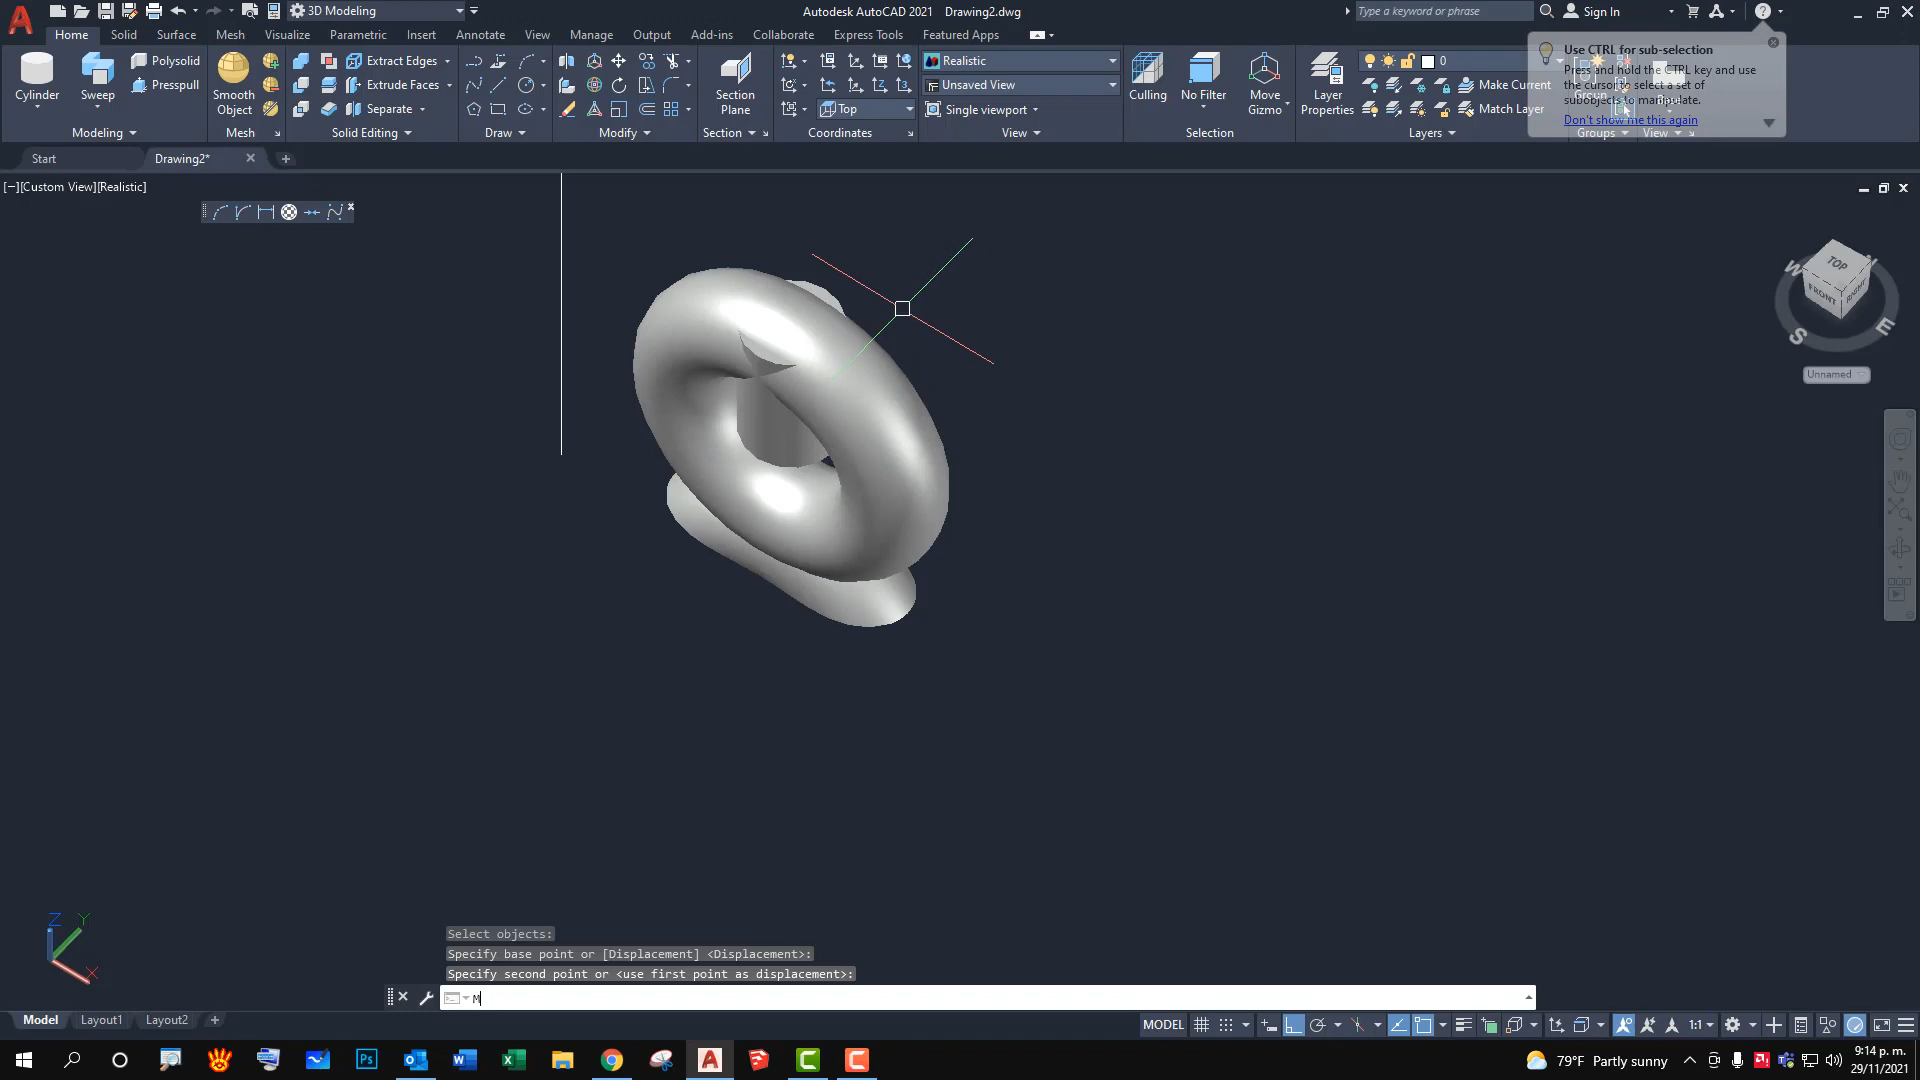 3D Modeling
Autodesk AutoCAD 2021 Drawing2.dwg
Type a keyword or phrase
Sign In
Home Solid Surface Mesh Visualize Parametric Insert Annotate View Manage Output Add-ins Collaborate Express Tools Featured Apps
Cylinder
Sweep
Polysolid
Presspull
Modeling
Smooth Object
Mesh
Extract Edges
Extrude Faces
Separate
Solid Editing
Draw
Modify
Section Plane
Section
Top
Coordinates
Realistic
Unsaved View
Single viewport
View
Culling
No Filter
Move Gizmo
Selection
Layer Properties
0
Make Current
Match Layer
Layers
Group
Groups
View
Use CTRL for sub-selection
Press and hold the CTRL key and use
the cursor to select a set of
subobjects to manipulate.
Don't show me this again
Start
Drawing2*
[−][Custom View][Realistic]
TOP
FRONT
RIGHT
W
S
E
Unnamed
Z
Y
X
Select objects:
Specify base point or [Displacement] <Displacement>:
Specify second point or <use first point as displacement>:
M
Model Layout1 Layout2
MODEL
1:1
79°F Partly sunny
9:14 p. m.
29/11/2021